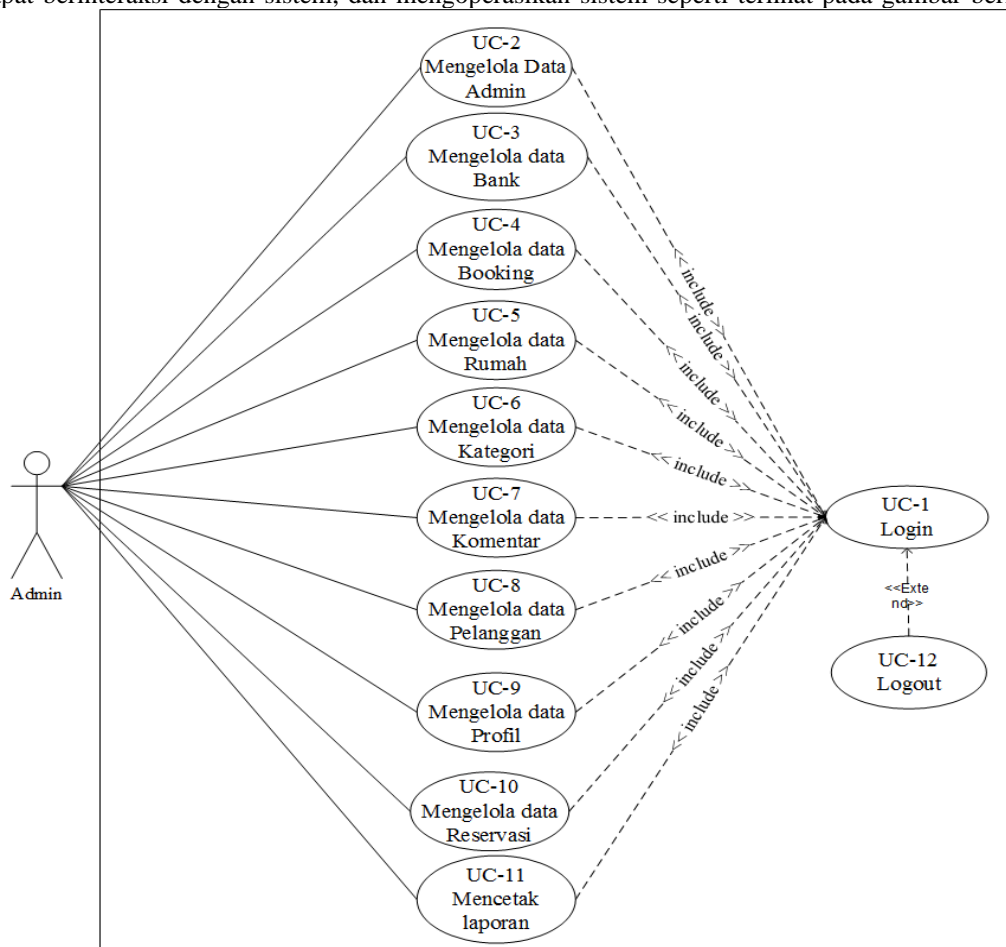 berinteraksi dengan sistem, dan mengoperasikan sistem seperti terlihat pada gambar
UC-2
Mengelola Data
Admin
UC-3
Mengelola data
Bank
UC-4
Mengelola data
Booking
UC-5
Mengelola data
Rumah
UC-6
Mengelola data
Kategori
UC-7
Mengelola data
Komentar
UC-8
Mengelola data
Pelanggan
UC-9
Mengelola data
Profil
UC-10
Mengelola data
Reservasi
UC-11
Mencetak
laporan
Admin
<< include >>
<< include >>
<< include >>
<< include >>
<< include >>
<< include >>
<< include >>
<< include >>
<< include >>
<< include >>
UC-1
Login
<<Exte
nd>>
UC-12
Logout